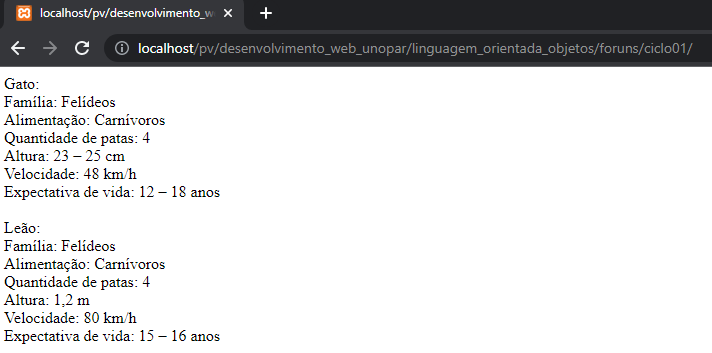 localhost/pv/desenvolvimento_w
localhost/pv/desenvolvimento_web_unopar/linguagem_orientada_objetos/foruns/ciclo01/
Gato:
Família: Felídeos
Alimentação: Carnívoros
Quantidade de patas: 4
Altura: 23 – 25 cm
Velocidade: 48 km/h
Expectativa de vida: 12 – 18 anos
Leão:
Família: Felídeos
Alimentação: Carnívoros
Quantidade de patas: 4
Altura: 1,2 m
Velocidade: 80 km/h
Expectativa de vida: 15 – 16 anos